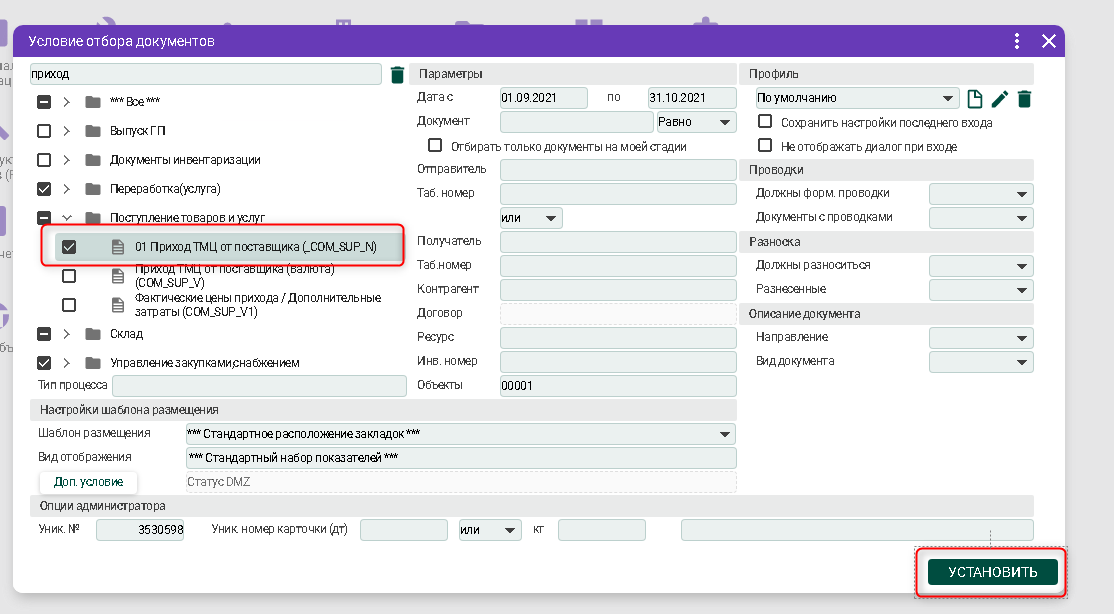 Условие отбора документов
приход
*** Все ***
Выпуск ГП
Документы инвентаризации
Переработка(услуга)
Поступление товаров и услуг
01 Приход ТМЦ от поставщика (_COM_SUP_N)
Приход ТМЦ от поставщика (валюта)
(COM_SUP_V)
Фактические цены прихода / Дополнительные
затраты (COM_SUP_V1)
Склад
Управление закупками,снабжением
Тип процесса
Параметры
Дата с 01.09.2021 по 31.10.2021
Документ Равно
Отбирать только документы на моей стадии
Отправитель
Таб. номер
или
Получатель
Таб.номер
Контрагент
Договор
Ресурс
Инв. номер
Объекты 00001
Профиль
По умолчанию
Сохранить настройки последнего входа
Не отображать диалог при входе
Проводки
Должны форм. проводки
Документы с проводками
Разноска
Должны разноситься
Разнесенные
Описание документа
Направление
Вид документа
Настройки шаблона размещения
Шаблон размещения *** Стандартное расположение закладок ***
Вид отображения *** Стандартный набор показателей ***
Доп. условие Статус DMZ
Опции администратора
Уник. № 3530598 Уник. номер карточки (дт) или кт
УСТАНОВИТЬ